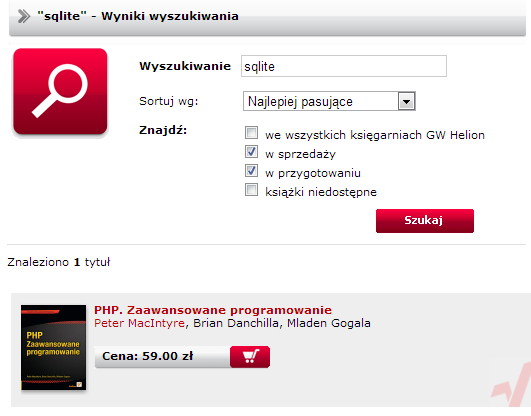 "sqlite" - Wyniki wyszukiwania
Wyszukiwanie sqlite
Sortuj wg: Najlepiej pasujące
Znajdź: we wszystkich księgarniach GW Helion
w sprzedaży
w przygotowaniu
książki niedostępne
Szukaj
Znaleziono 1 tytuł
PHP
Zaawansowane
programowanie
PHP. Zaawansowane programowanie
Peter MacIntyre, Brian Danchilla, Mladen Gogala
Cena: 59.00 zł